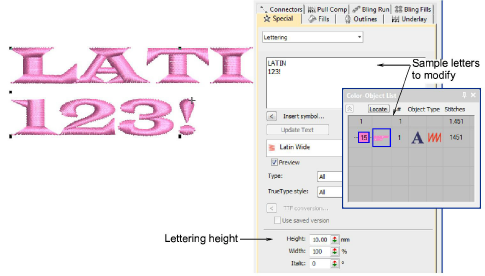 LATI
123!
Connectors Pull Comp Bling Run Bling Fills
Special Fills Outlines Underlay
Lettering
LATIN
123!
Sample letters
to modify
Color Object List
Locate # Object Type Stitches
1 1 1.451
15 1 A 1451
Insert symbol...
Update Text
Latin Wide
Preview
Type: All
TrueType style: All
TTF conversion...
Use saved version
Lettering height
Height: 10.00 mm
Width: 100 %
Italic: 0 °